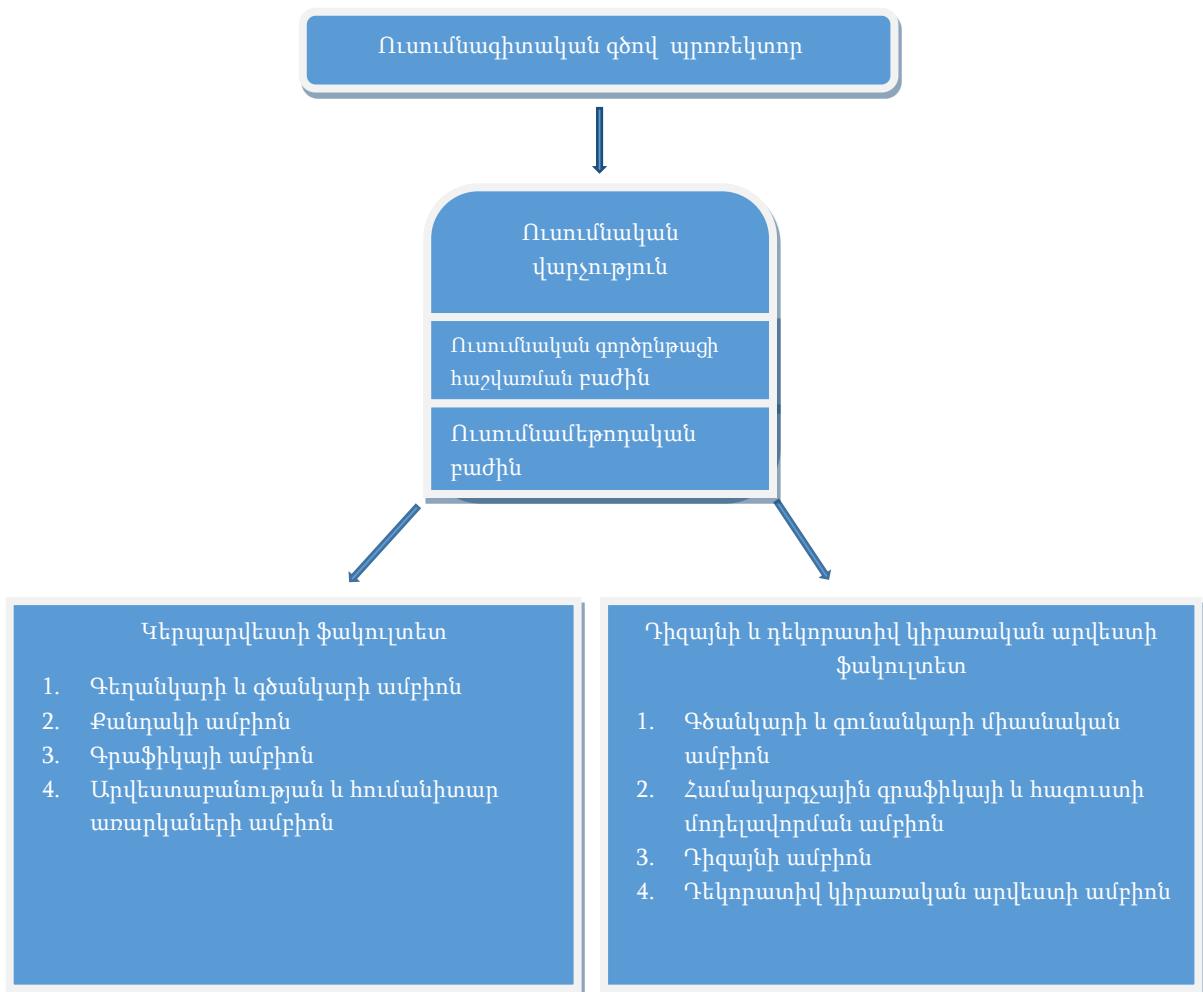 Ուսումնագիտական գծով պրոռեկտոր
Ուսումնական
վարչություն
Ուսումնական գործընթացի
հաշվառման բաժին
Ուսումնամեթոդական
բաժին
Կերպարվեստի ֆակուլտետ
1. Գեղանկարի և գծանկարի ամբիոն
2. Քանդակի ամբիոն
3. Գրաֆիկայի ամբիոն
4. Արվեստաբանության և հումանիտար
առարկաների ամբիոն
Դիզայնի և դեկորատիվ կիրառական արվեստի
ֆակուլտետ
1. Գծանկարի և գունանկարի միասնական
ամբիոն
2. Համակարգչային գրաֆիկայի և հագուստի
մոդելավորման ամբիոն
3. Դիզայնի ամբիոն
4. Դեկորատիվ կիրառական արվեստի ամբիոն